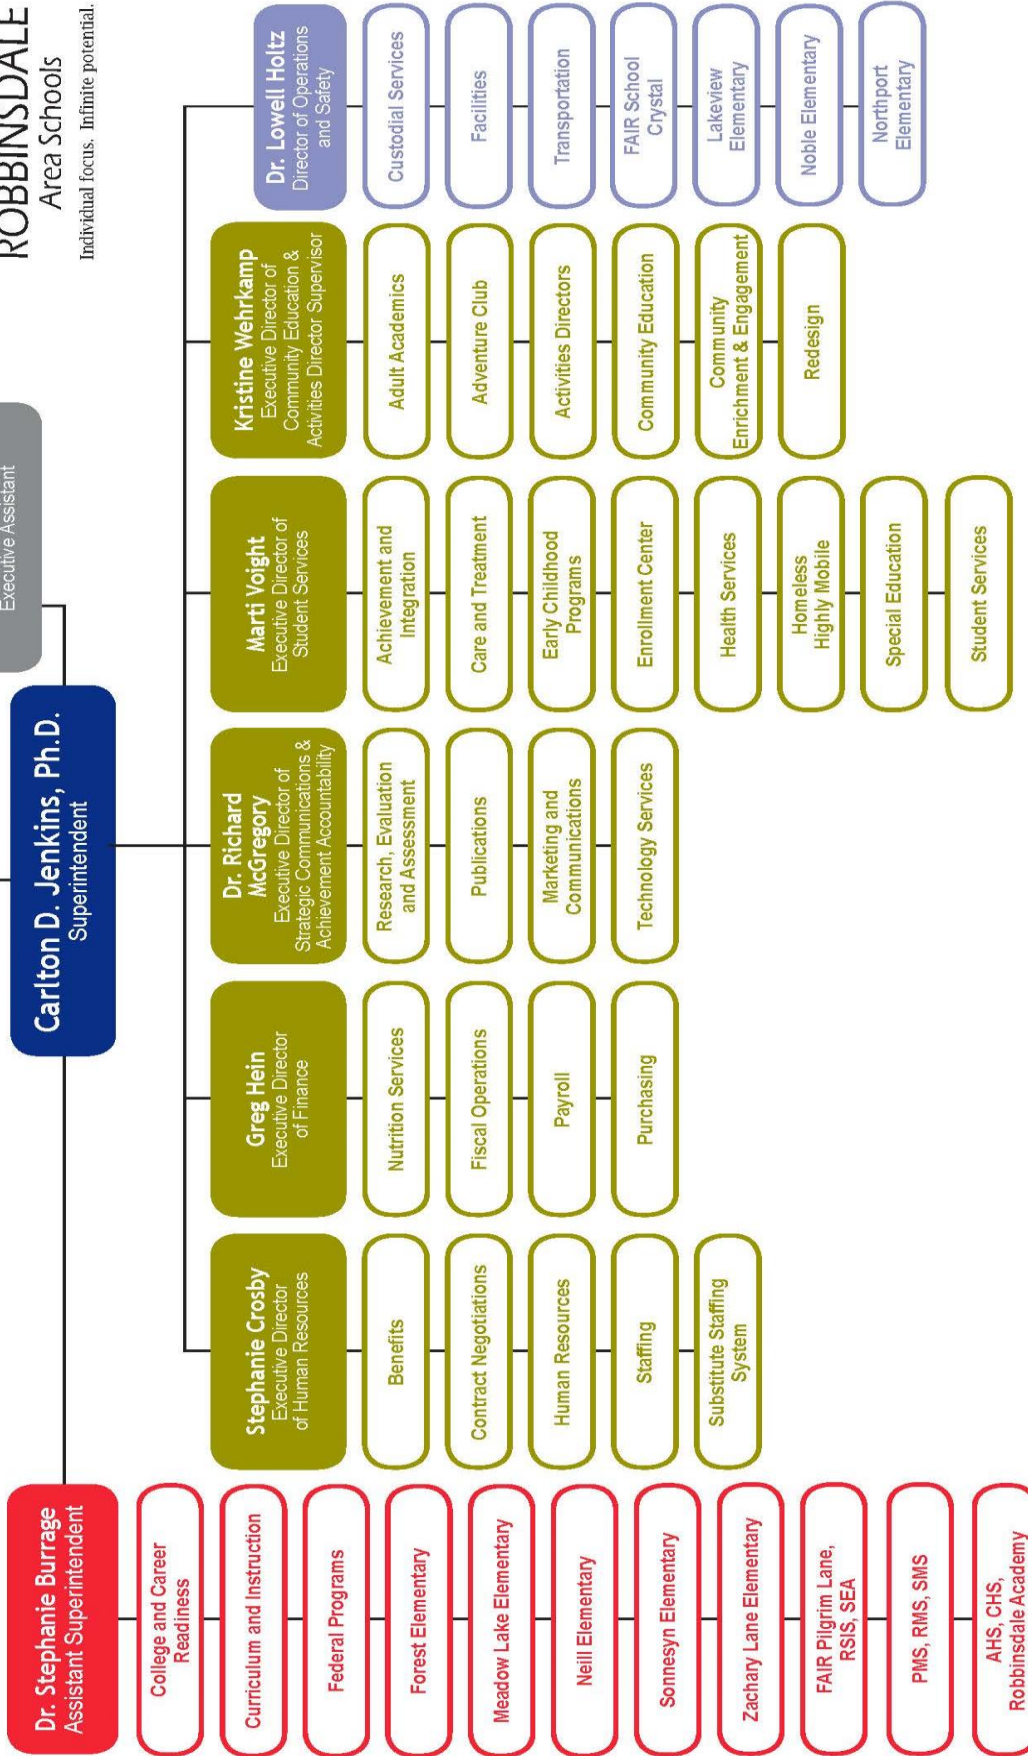 ROBBINSDALE
Area Schools
Individual focus. Infinite potential.
Executive Assistant
Carlton D. Jenkins, Ph.D.
Superintendent
Dr. Stephanie Burrage
Assistant Superintendent
College and Career
Readiness
Curriculum and Instruction
Federal Programs
Forest Elementary
Meadow Lake Elementary
Neill Elementary
Sonnesyn Elementary
Zachary Lane Elementary
FAIR Pilgrim Lane,
RSIS, SEA
PMS, RMS, SMS
AHS, CHS,
Robbinsdale Academy
Stephanie Crosby
Executive Director
of Human Resources
Benefits
Contract Negotiations
Human Resources
Staffing
Substitute Staffing
System
Greg Hein
Executive Director
of Finance
Nutrition Services
Fiscal Operations
Payroll
Purchasing
Dr. Richard
McGregory
Executive Director of
Strategic Communications &
Achievement Accountability
Research, Evaluation
and Assessment
Publications
Marketing and
Communications
Technology Services
Marti Voight
Executive Director of
Student Services
Achievement and
Integration
Care and Treatment
Early Childhood
Programs
Enrollment Center
Health Services
Homeless
Highly Mobile
Special Education
Student Services
Kristine Wehrkamp
Executive Director of
Community Education &
Activities Director Supervisor
Adult Academics
Adventure Club
Activities Directors
Community Education
Community
Enrichment & Engagement
Redesign
Dr. Lowell Holtz
Director of Operations
and Safety
Custodial Services
Facilities
Transportation
FAIR School
Crystal
Lakeview
Elementary
Noble Elementary
Northport
Elementary